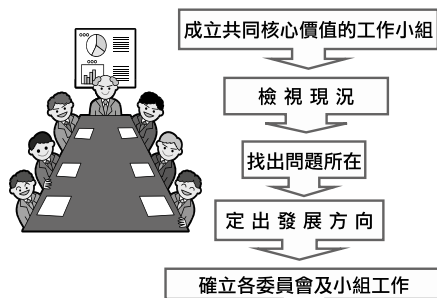 成立共同核心價值的工作小組
檢視現況
找出問題所在
定出發展方向
確立各委員會及小組工作